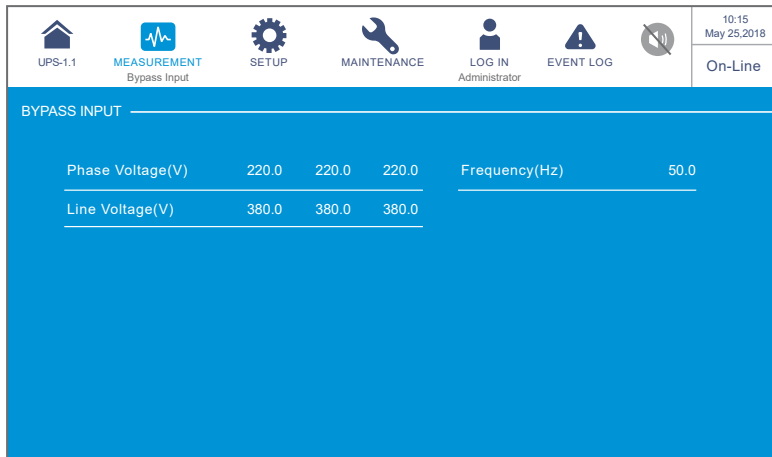 10:15
May 25,2018
UPS-1.1 MEASUREMENT SETUP MAINTENANCE LOG IN EVENT LOG On-Line
Bypass Input Administrator
BYPASS INPUT
Phase Voltage(V) 220.0 220.0 220.0 Frequency(Hz) 50.0
Line Voltage(V) 380.0 380.0 380.0